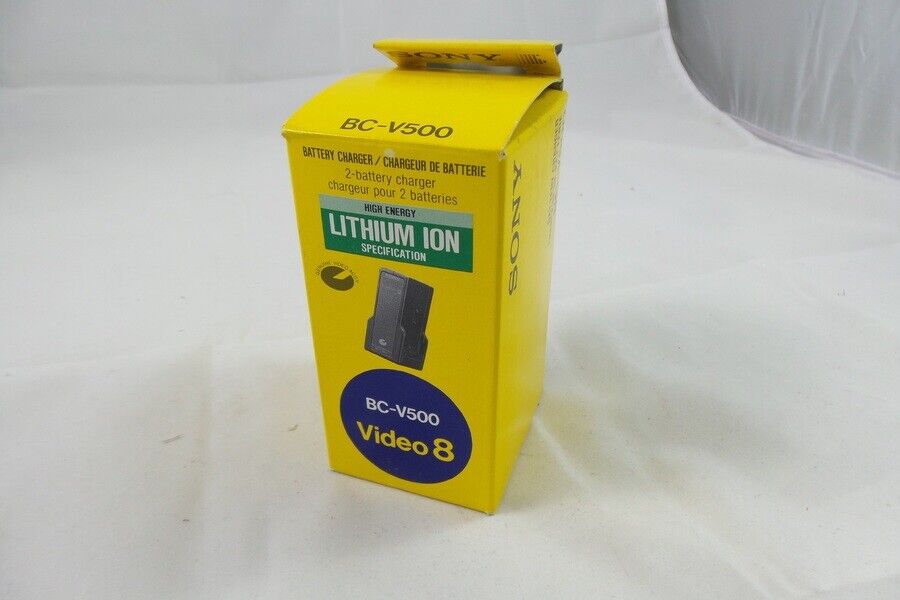 SONY
BC-V500
BATTERY CHARGER / CHARGEUR DE BATTERIE
2-battery charger
chargeur pour 2 batteries
HIGH ENERGY
LITHIUM ION
SPECIFICATION
BC-V500
Video 8
SONY